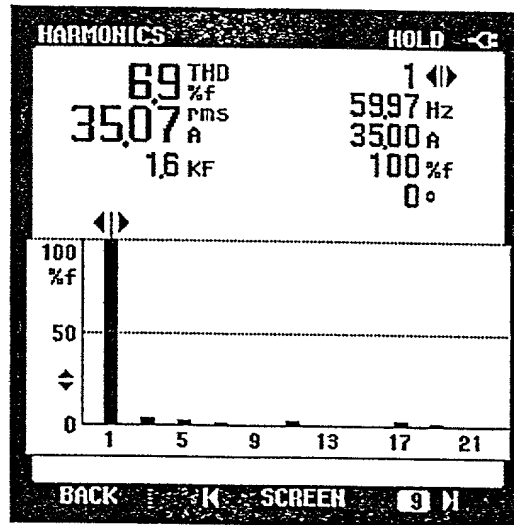 HARMONICS HOLD
6.9 THD %f 1
35.07 rms A 59.97 Hz
35.00 A
1.6 KF 100 %f
0 °
100
%f
50
0
1 5 9 13 17 21
BACK SCREEN 9